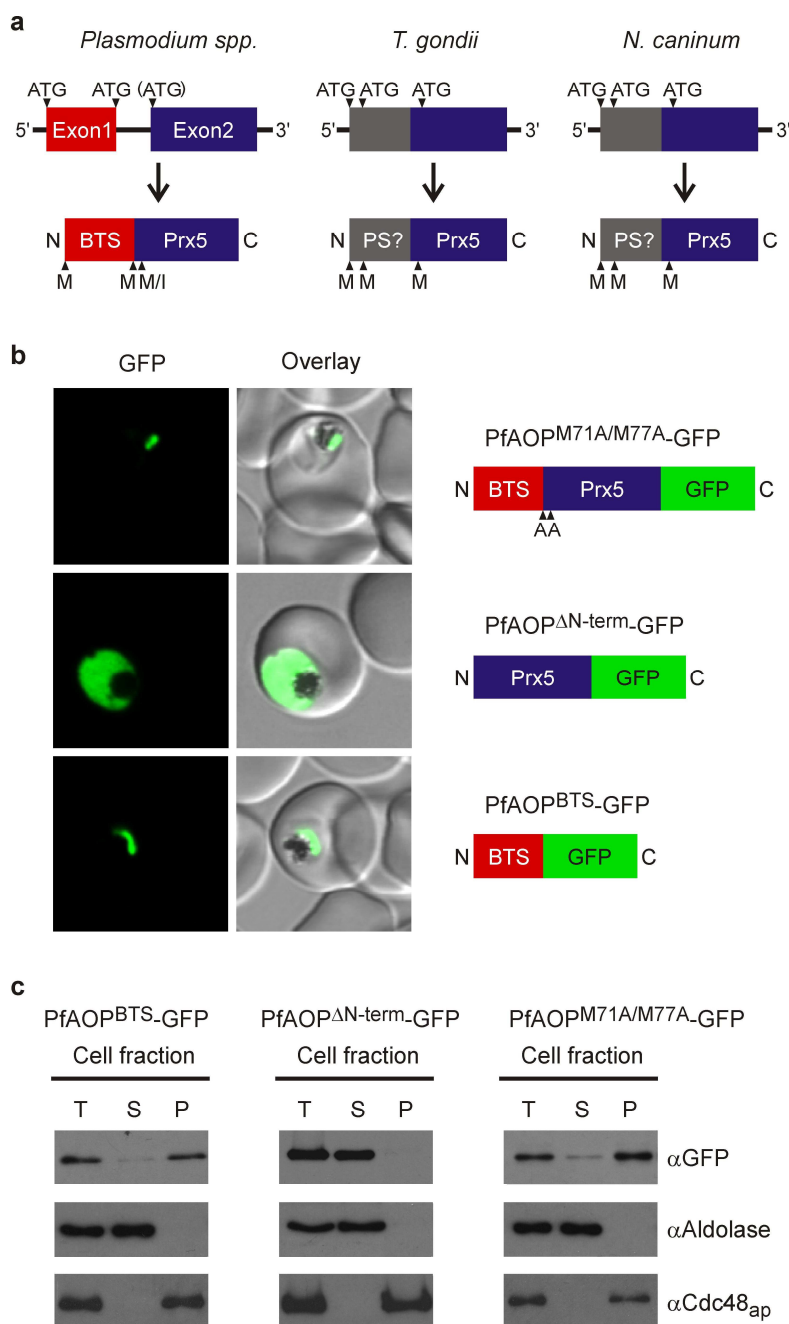 a
Plasmodium spp. T. gondii N. caninum
ATG ATG (ATG) ATG ATG ATG ATG ATG ATG
5' Exon1 Exon2 3' 5' 3' 5' 3'
N BTS Prx5 C N PS? Prx5 C N PS? Prx5 C
M M M/I M M M M M M
b
GFP Overlay
PfAOPM71A/M77A-GFP
N BTS Prx5 GFP C
AA
PfAOPΔN-term-GFP
N Prx5 GFP C
PfAOPBTS-GFP
N BTS GFP C
c
PfAOPBTS-GFP PfAOPΔN-term-GFP PfAOPM71A/M77A-GFP
Cell fraction Cell fraction Cell fraction
T S P T S P T S P
αGFP
αAldolase
αCdc48ap